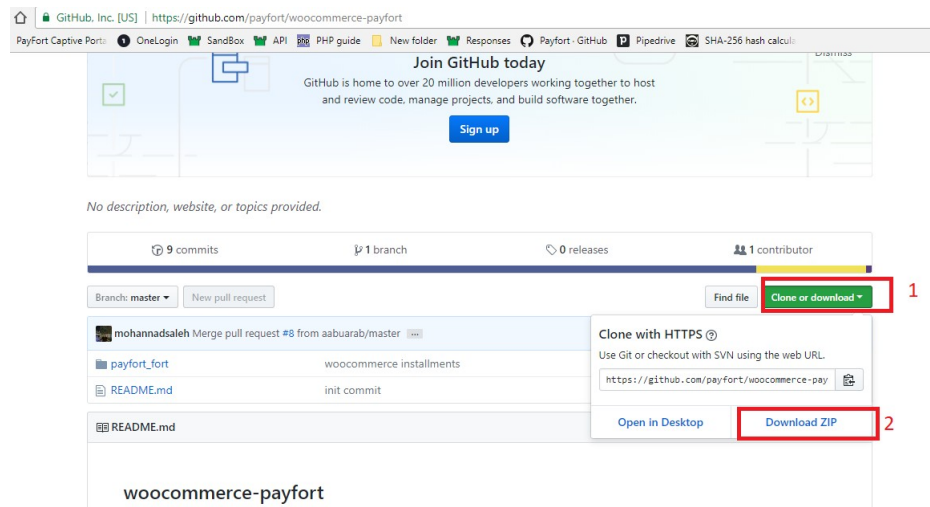 GitHub, Inc. [US] | https://github.com/payfort/woocommerce-payfort
PayFort Captive Porta OneLogin SandBox API PHP guide New folder Responses Payfort - GitHub Pipedrive SHA-256 hash calcula
Dismiss
Join GitHub today
GitHub is home to over 20 million developers working together to host
and review code, manage projects, and build software together.
Sign up
No description, website, or topics provided.
9 commits 1 branch 0 releases 1 contributor
Branch: master New pull request Find file Clone or download 1
mohannadsaleh Merge pull request #8 from aabuarab/master ...
Clone with HTTPS
Use Git or checkout with SVN using the web URL.
payfort_fort woocommerce installments
https://github.com/payfort/woocommerce-pay
README.md init commit
Open in Desktop Download ZIP 2
README.md
woocommerce-payfort